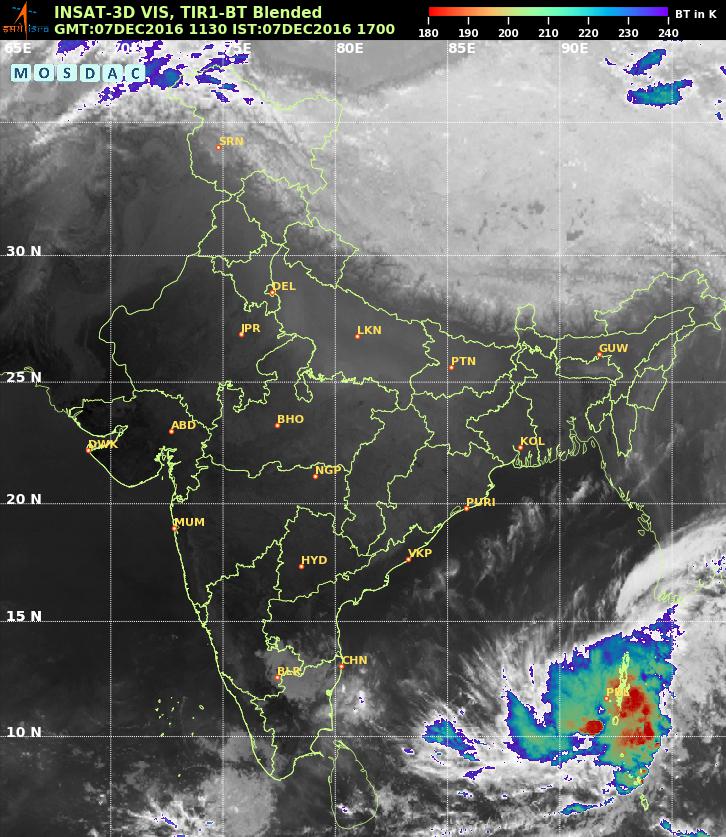 INSAT-3D VIS, TIR1-BT Blended
GMT:07DEC2016 1130 IST:07DEC2016 1700
BT in K
180 190 200 210 220 230 240
65E 70E 75E 80E 85E 90E
MOSDAC
SRN
30 N
DEL
JPR
LKN
GUW
PTN
25 N
ABD
BHO
DWK
KOL
NGP
20 N
PURI
MUM
VKP
HYD
15 N
CHN
BLR
10 N